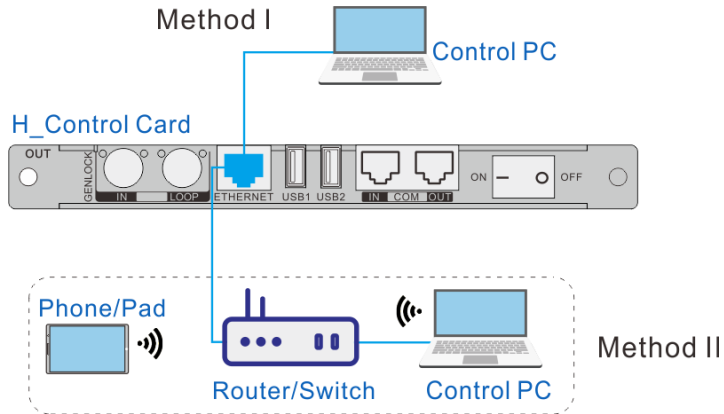 Method I
Control PC
H_Control Card
OUT
GENLOCK
IN LOOP
ETHERNET
USB1 USB2
IN COM OUT
ON OFF
Phone/Pad
Router/Switch
Control PC
Method II